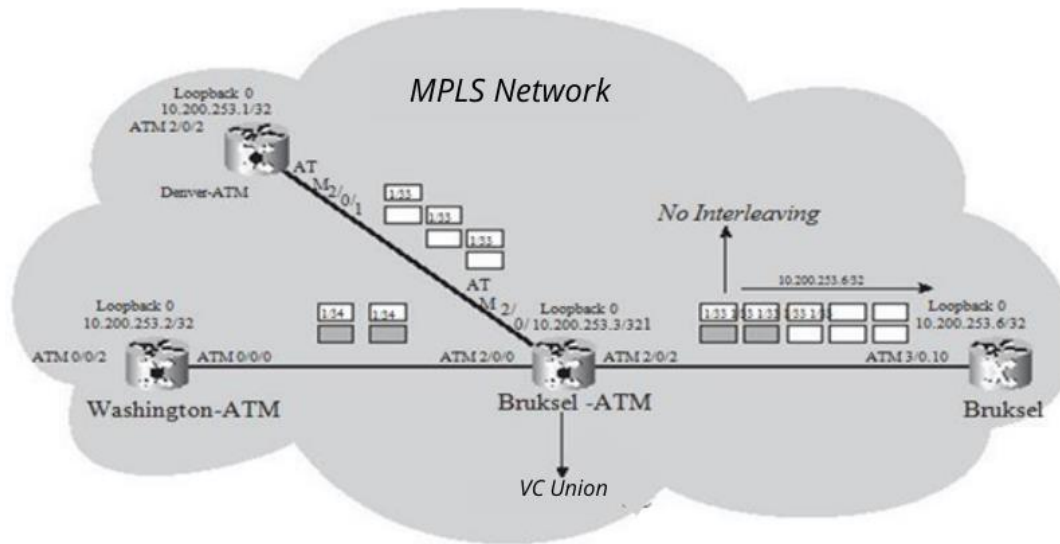 MPLS Network
Loopback 0
10.200.253.1/32
ATM 2/0/2
Denver-ATM
AT
M2/0/1
1/33
1/33
1/33
No Interleaving
10.200.253.6/32
AT
M 2/
0/
Loopback 0
10.200.253.2/32
1/34
1/34
Loopback 0
10.200.253.3/321
1/33
1/33
Loopback 0
10.200.253.6/32
ATM 0/0/2
ATM 0/0/0
ATM 2/0/0
ATM 2/0/2
ATM 3/0.10
Washington-ATM
Bruksel -ATM
Bruksel
VC Union